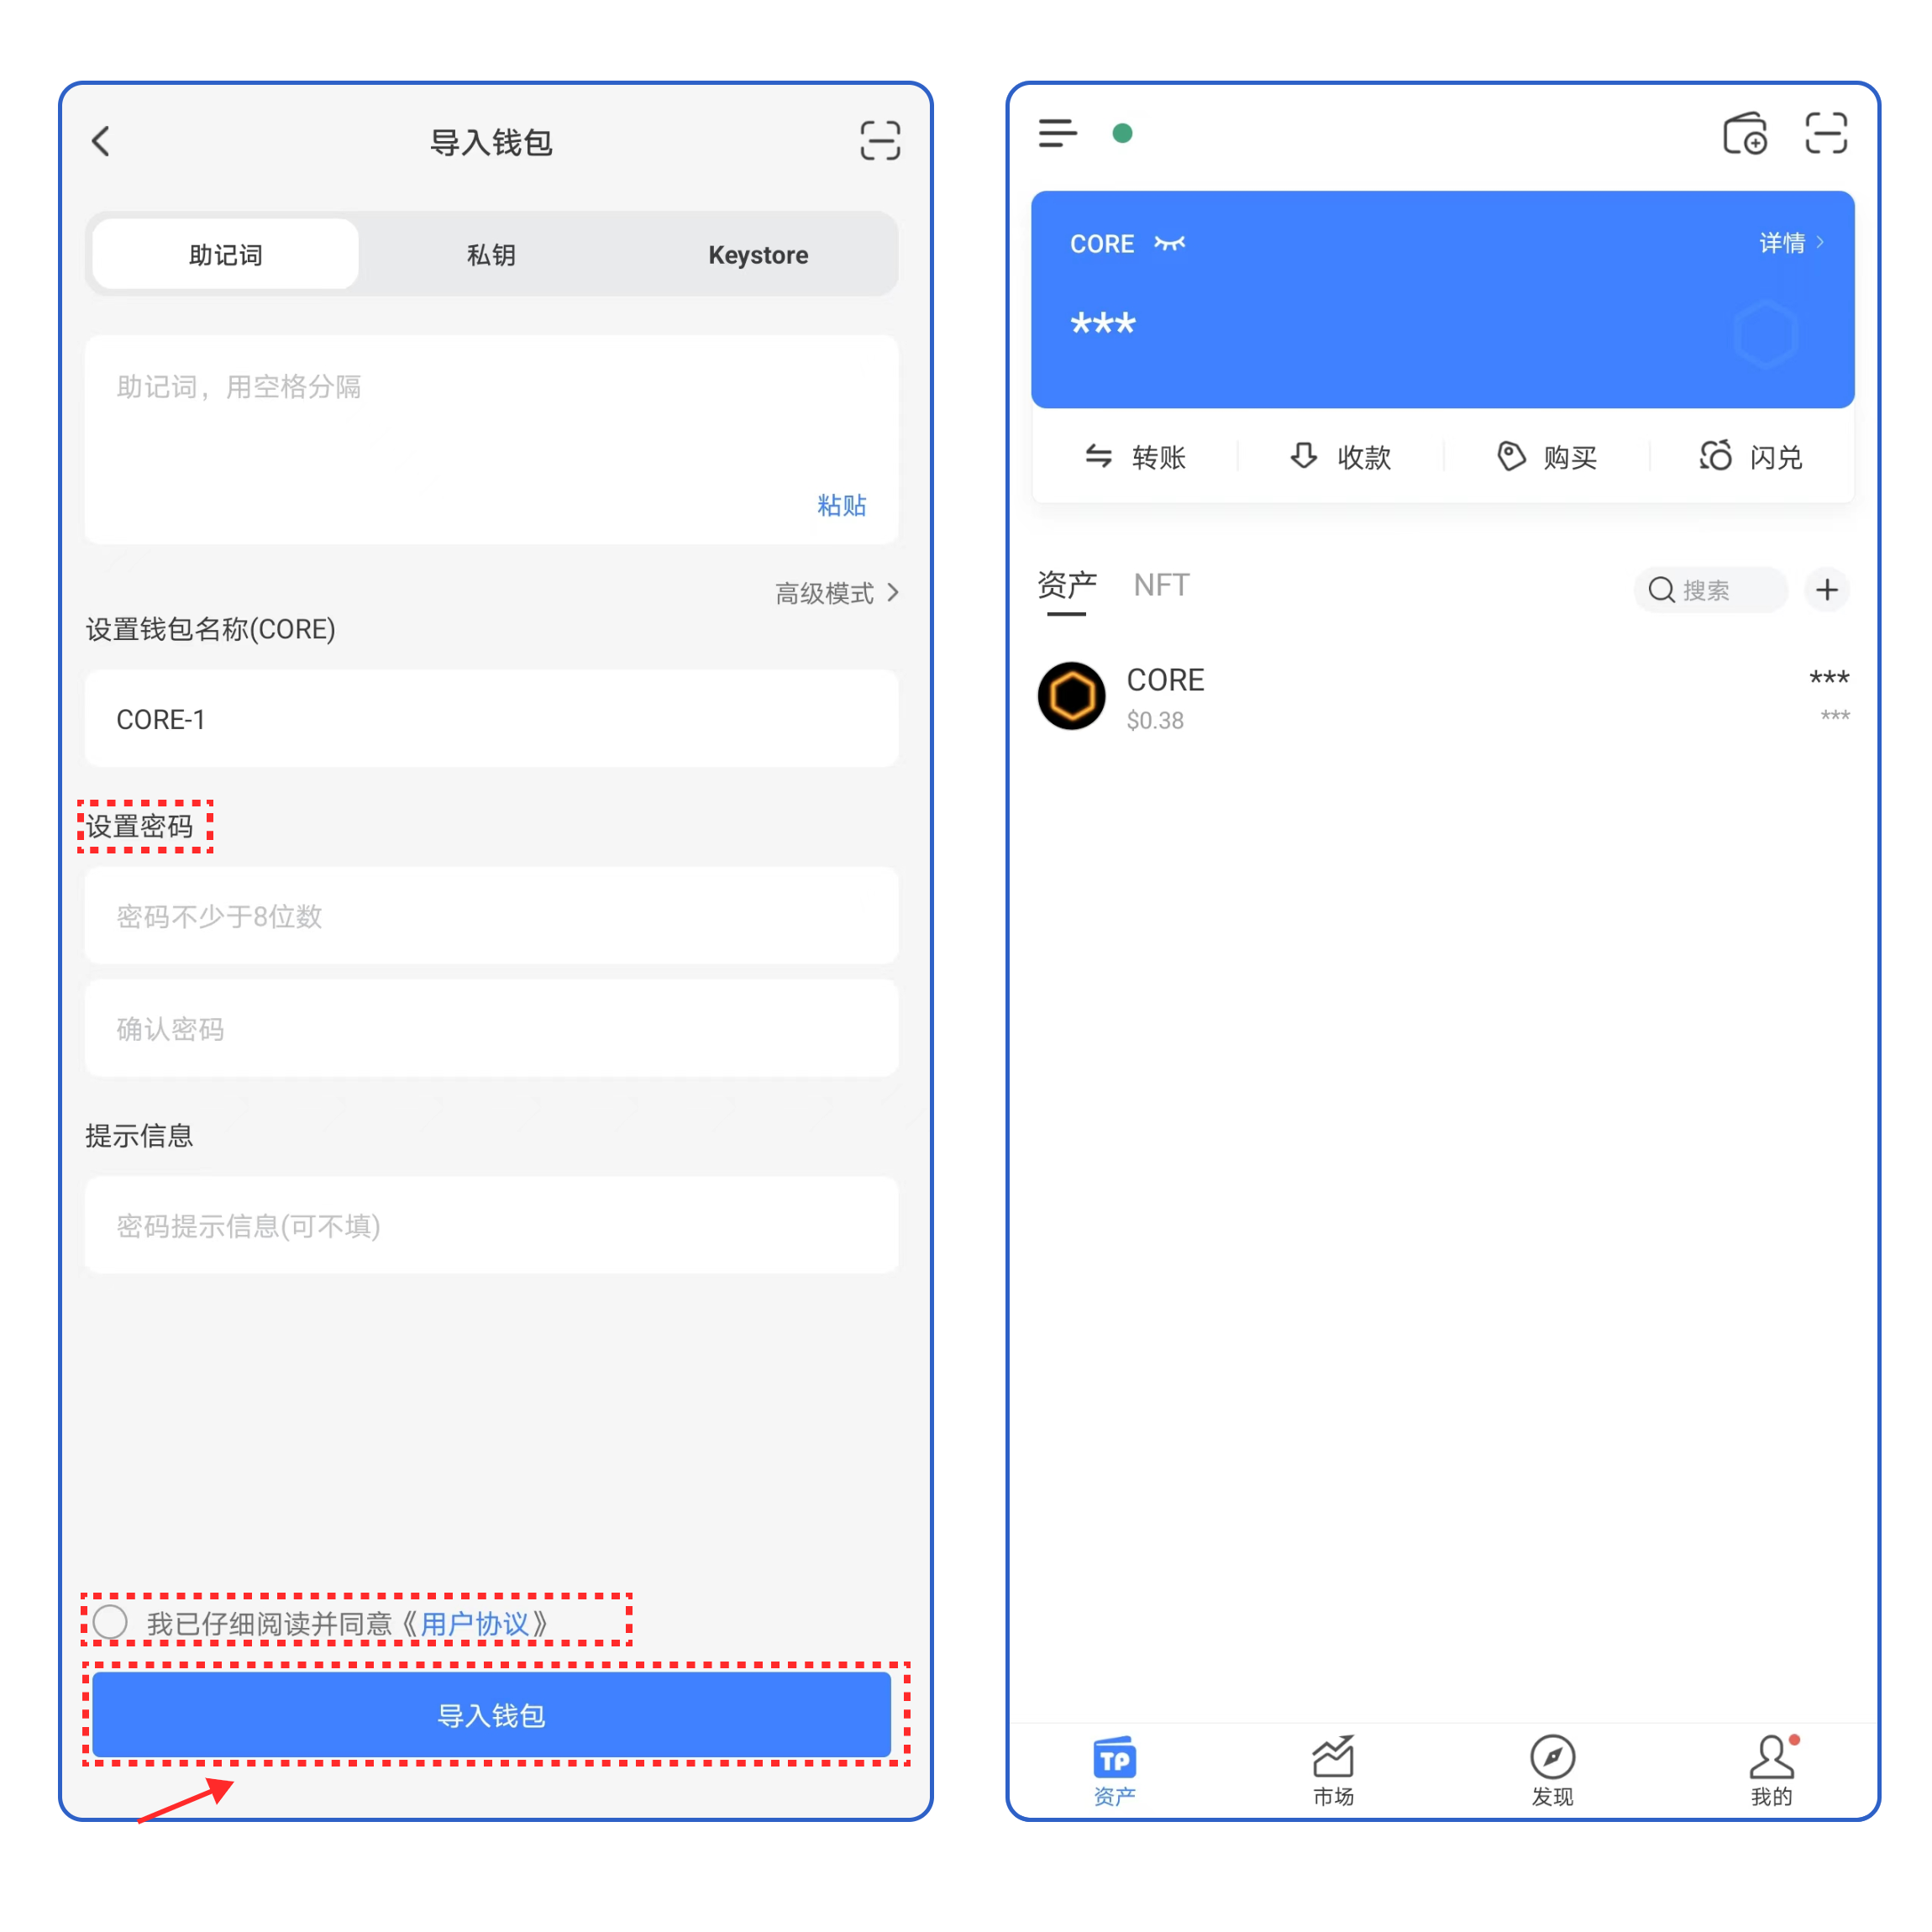 导入钱包
助记词 私钥 Keystore
助记词，用空格分隔
粘贴
高级模式
设置钱包名称(CORE)
CORE-1
设置密码
密码不少于8位数
确认密码
提示信息
密码提示信息(可不填)
我已仔细阅读并同意《用户协议》
导入钱包
CORE 详情
***
转账 收款 购买 闪兑
资产 NFT 搜索
CORE ***
$0.38 ***
TP
资产 市场 发现 我的